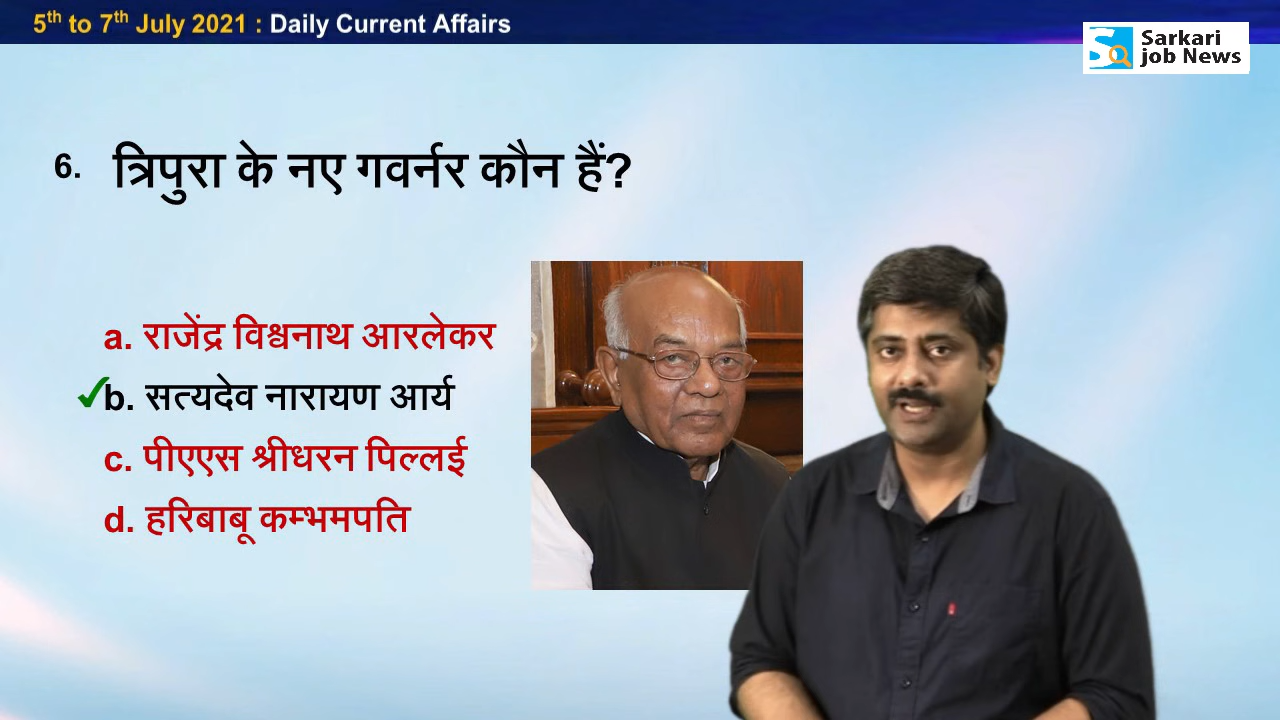 5th to 7th July 2021 : Daily Current Affairs
Sarkari
Job News
6. त्रिपुरा के नए गवर्नर कौन हैं?
a. राजेंद्र विश्वनाथ आरलेकर
b. सत्यदेव नारायण आर्य
c. पीएएस श्रीधरन पिल्लई
d. हरिबाबू कम्भमपति